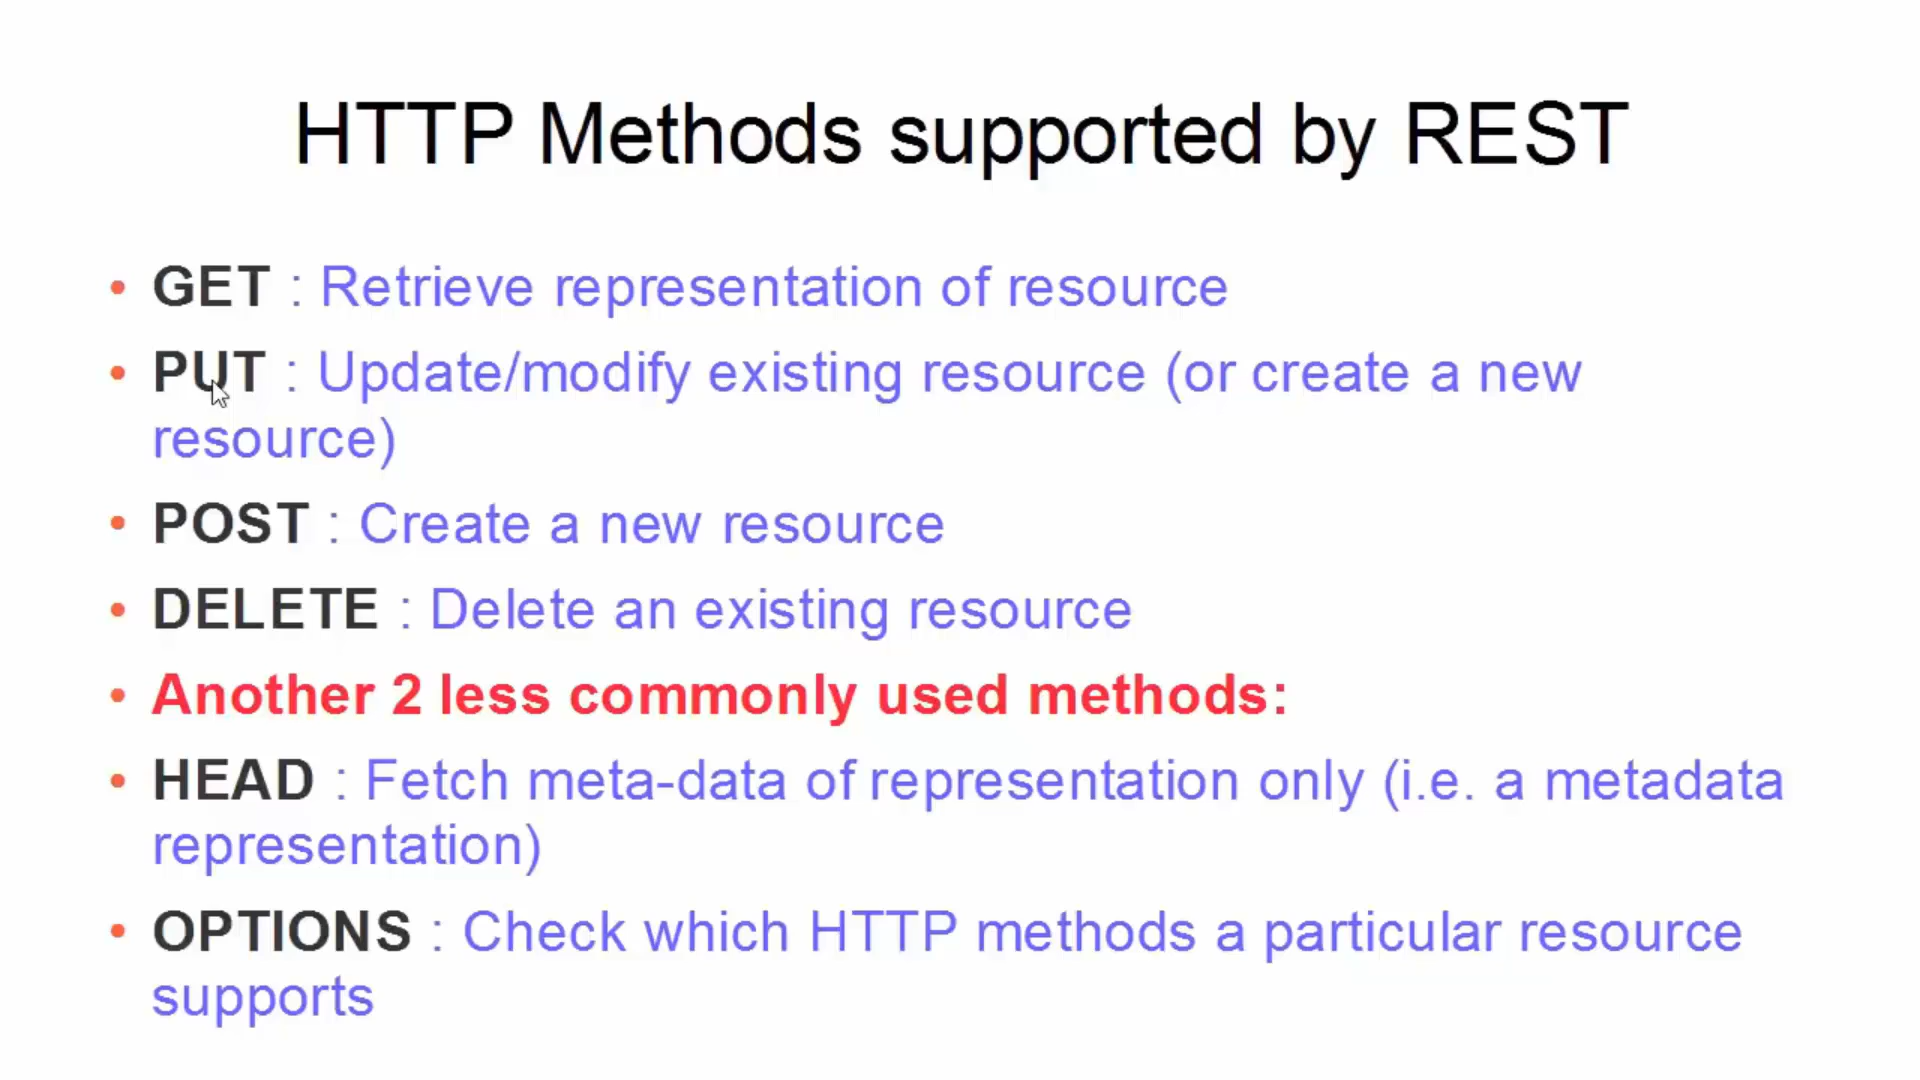 HTTP Methods supported by REST
• GET : Retrieve representation of resource
• PUT : Update/modify existing resource (or create a new
resource)
• POST : Create a new resource
• DELETE : Delete an existing resource
• Another 2 less commonly used methods:
• HEAD : Fetch meta-data of representation only (i.e. a metadata
representation)
• OPTIONS : Check which HTTP methods a particular resource
supports